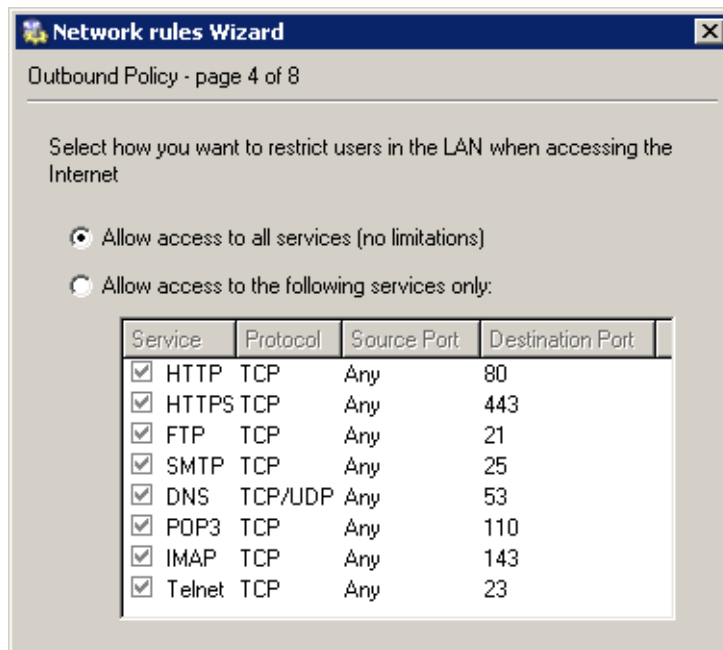 Network rules Wizard
Outbound Policy - page 4 of 8
Select how you want to restrict users in the LAN when accessing the
Internet
Allow access to all services (no limitations)
Allow access to the following services only:
Service Protocol Source Port Destination Port
HTTP TCP Any 80
HTTPS TCP Any 443
FTP TCP Any 21
SMTP TCP Any 25
DNS TCP/UDP Any 53
POP3 TCP Any 110
IMAP TCP Any 143
Telnet TCP Any 23